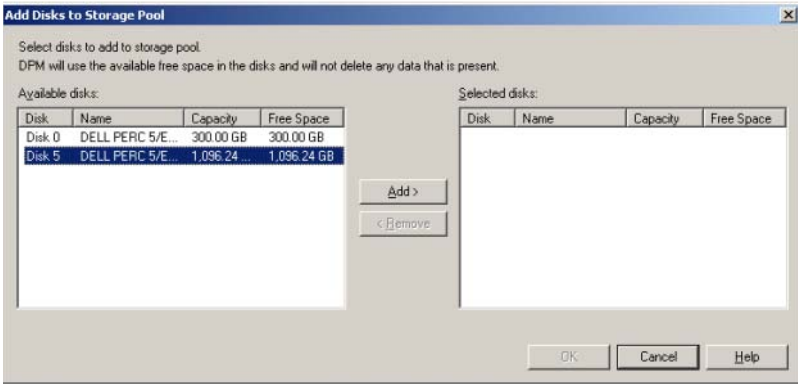 Add Disks to Storage Pool
Select disks to add to storage pool.
DPM will use the available free space in the disks and will not delete any data that is present.
Available disks:
Disk Name Capacity Free Space
Disk 0 DELL PERC 5/E... 300.00 GB 300.00 GB
Disk 5 DELL PERC 5/E... 1,096.24 ... 1,096.24 GB
Add >
< Remove
Selected disks:
Disk Name Capacity Free Space
OK Cancel Help